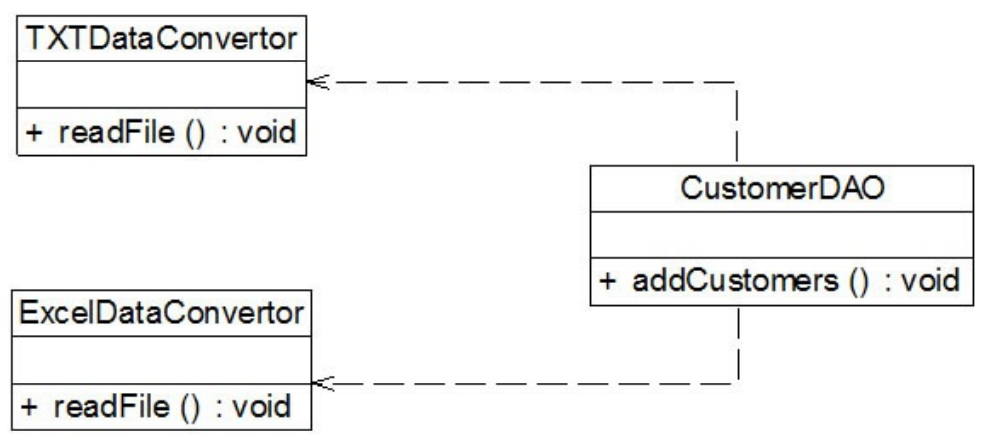 TXTDataConvertor
+ readFile () : void
CustomerDAO
+ addCustomers () : void
ExcelDataConvertor
+ readFile () : void